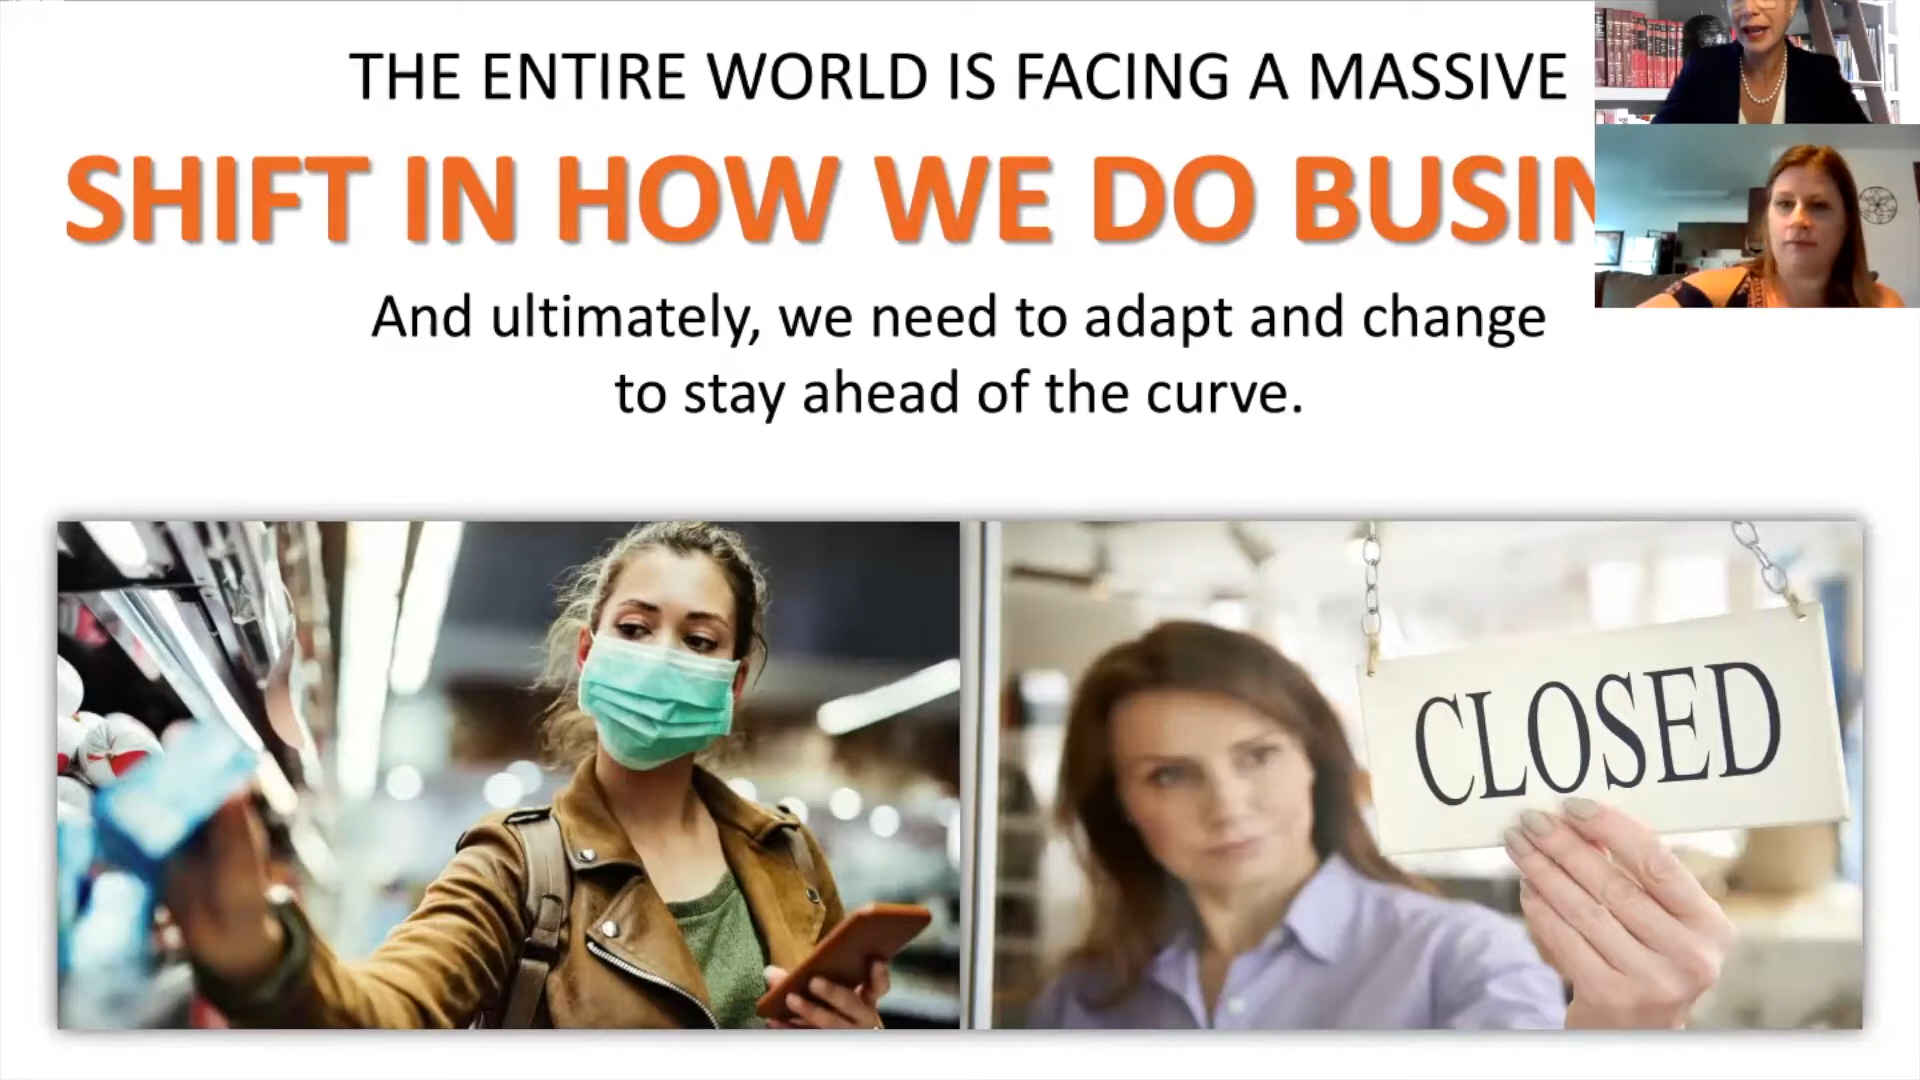 THE ENTIRE WORLD IS FACING A MASSIVE
SHIFT IN HOW WE DO BUSIN
And ultimately, we need to adapt and change
to stay ahead of the curve.
CLOSED